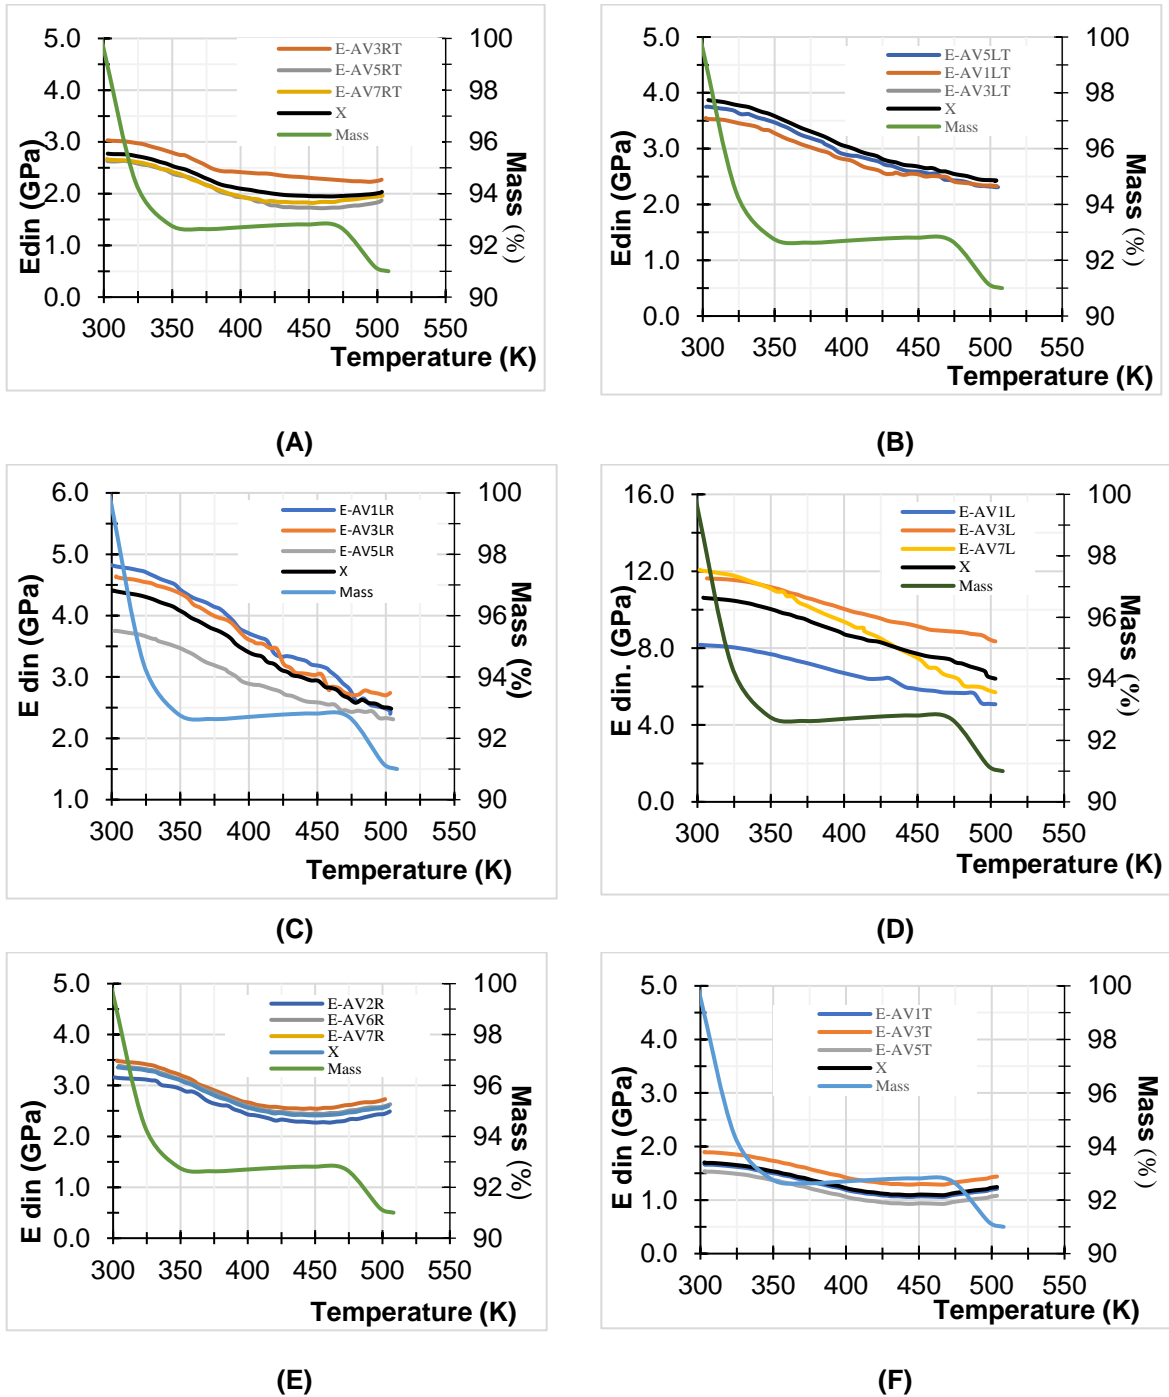 5.0
4.0
3.0
2.0
1.0
0.0
Edin (GPa)
E-AV3RT
E-AV5RT
E-AV7RT
X
Mass
100
98
96
94
92
90
Mass (%)
300 350 400 450 500 550
Temperature (K)
(A)
5.0
4.0
3.0
2.0
1.0
0.0
Edin (GPa)
E-AV5LT
E-AV1LT
E-AV3LT
X
Mass
100
98
96
94
92
90
Mass (%)
300 350 400 450 500 550
Temperature (K)
(B)
6.0
5.0
4.0
3.0
2.0
1.0
E din (GPa)
E-AV1LR
E-AV3LR
E-AV5LR
X
Mass
100
98
96
94
92
90
Mass (%)
300 350 400 450 500 550
Temperature (K)
(C)
16.0
12.0
8.0
4.0
0.0
E din. (GPa)
E-AV1L
E-AV3L
E-AV7L
X
Mass
100
98
96
94
92
90
Mass (%)
300 350 400 450 500 550
Temperature (K)
(D)
5.0
4.0
3.0
2.0
1.0
0.0
E din (GPa)
E-AV2R
E-AV6R
E-AV7R
X
Mass
100
98
96
94
92
90
Mass (%)
300 350 400 450 500 550
Temperature (K)
(E)
5.0
4.0
3.0
2.0
1.0
0.0
E din (GPa)
E-AV1T
E-AV3T
E-AV5T
X
Mass
100
98
96
94
92
90
Mass (%)
300 350 400 450 500 550
Temperature (K)
(F)